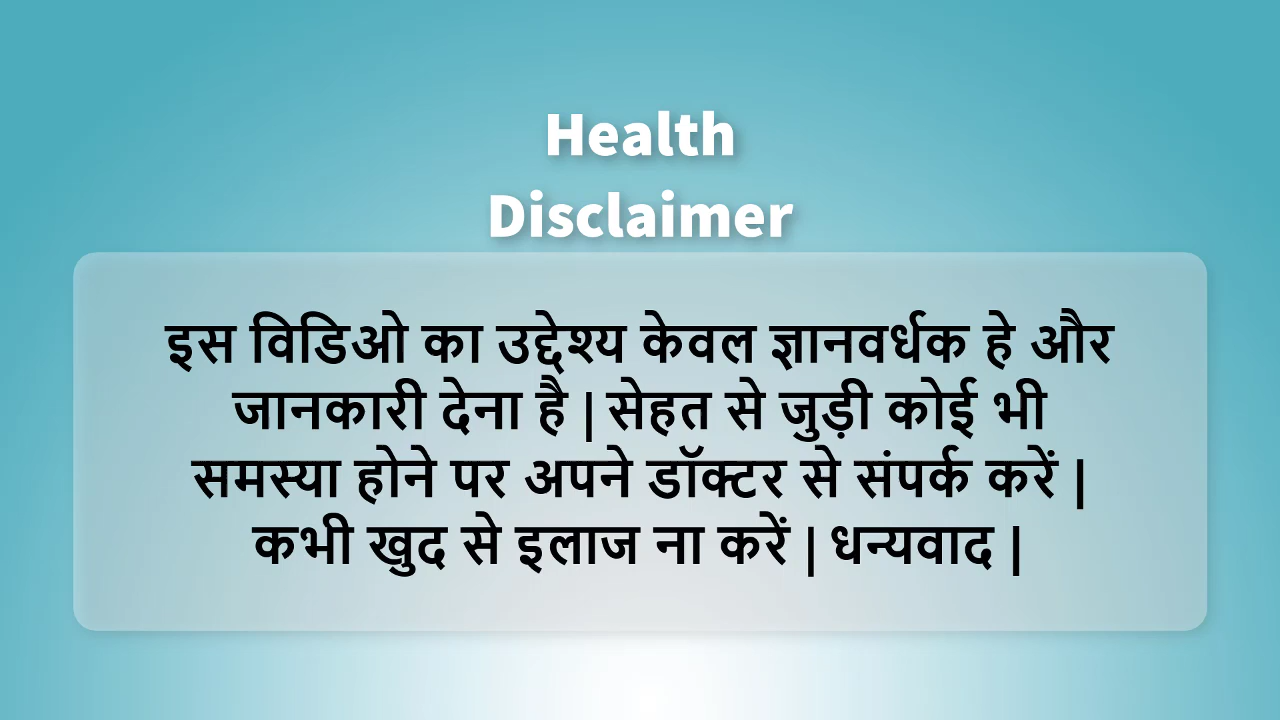 Health
Disclaimer
इस विडिओ का उद्देश्य केवल ज्ञानवर्धक हे और
जानकारी देना है | सेहत से जुड़ी कोई भी
समस्या होने पर अपने डॉक्टर से संपर्क करें |
कभी खुद से इलाज ना करें | धन्यवाद |